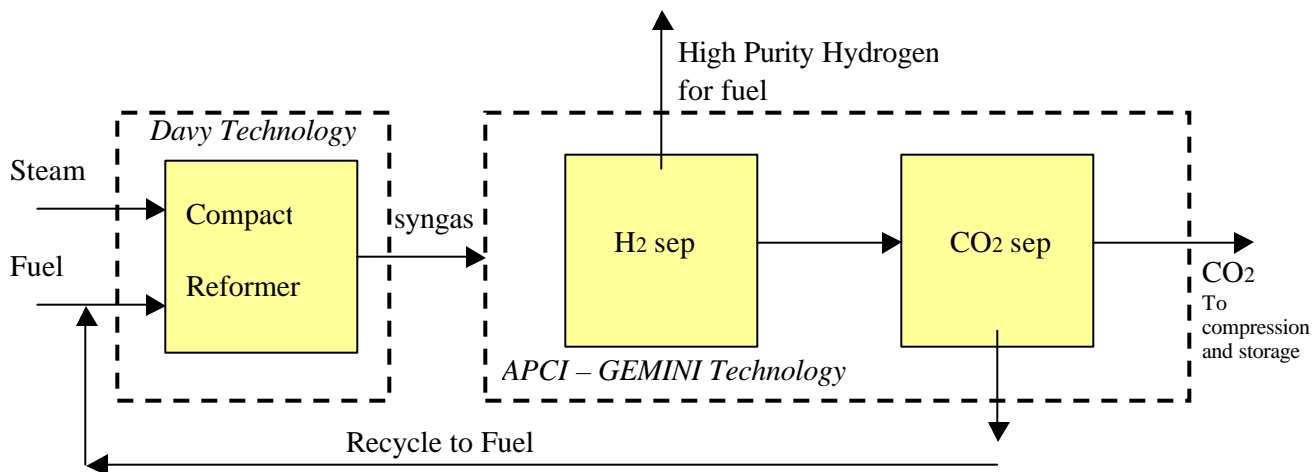 High Purity Hydrogen
for fuel
Davy Technology
Steam
Compact
syngas
H2 sep
CO2 sep
Fuel
Reformer
CO2
To
compression
and storage
APCI – GEMINI Technology
Recycle to Fuel